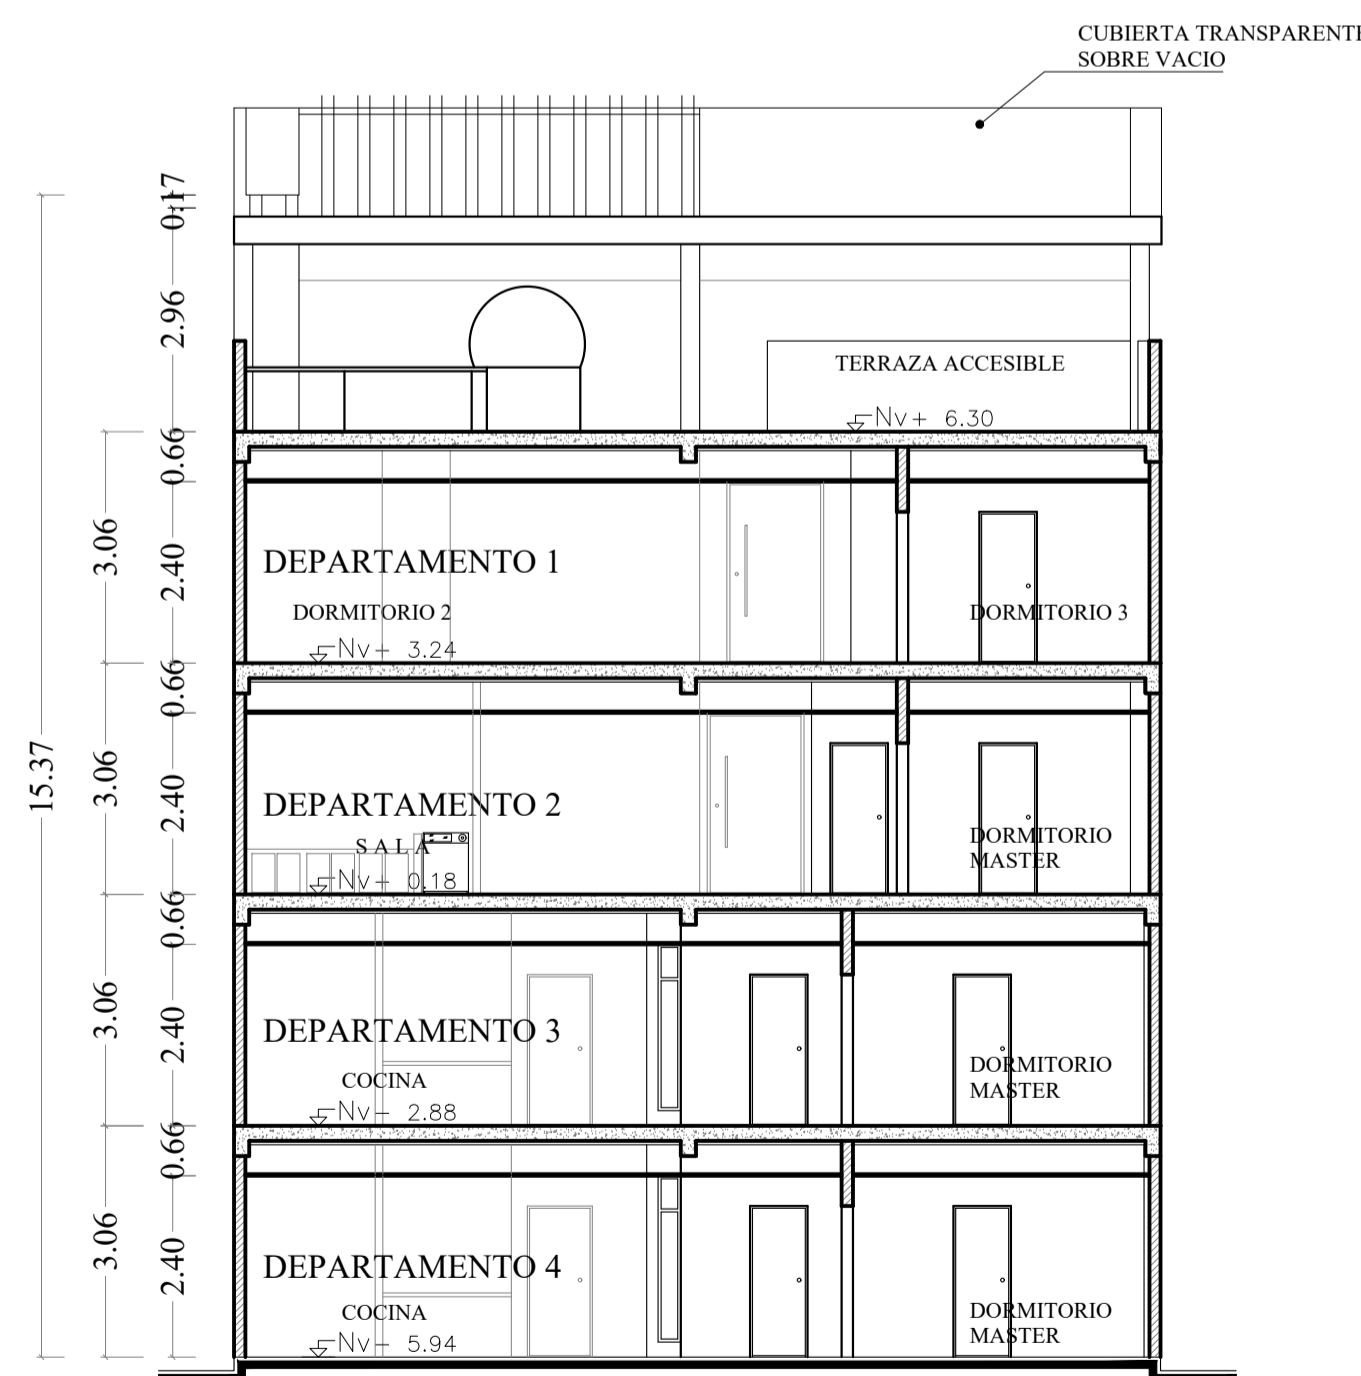 CUBIERTA TRANSPARENTE
SOBRE VACIO
0.17
2.96
TERRAZA ACCESIBLE
Nv+ 6.30
0.66
3.06
2.40
DEPARTAMENTO 1
DORMITORIO 2
DORMITORIO 3
Nv+ 3.24
0.66
15.37
3.06
2.40
DEPARTAMENTO 2
SALA
DORMITORIO
MASTER
Nv+ 0.18
0.66
3.06
2.40
DEPARTAMENTO 3
COCINA
DORMITORIO
MASTER
Nv- 2.88
0.66
3.06
2.40
DEPARTAMENTO 4
COCINA
DORMITORIO
MASTER
Nv- 5.94